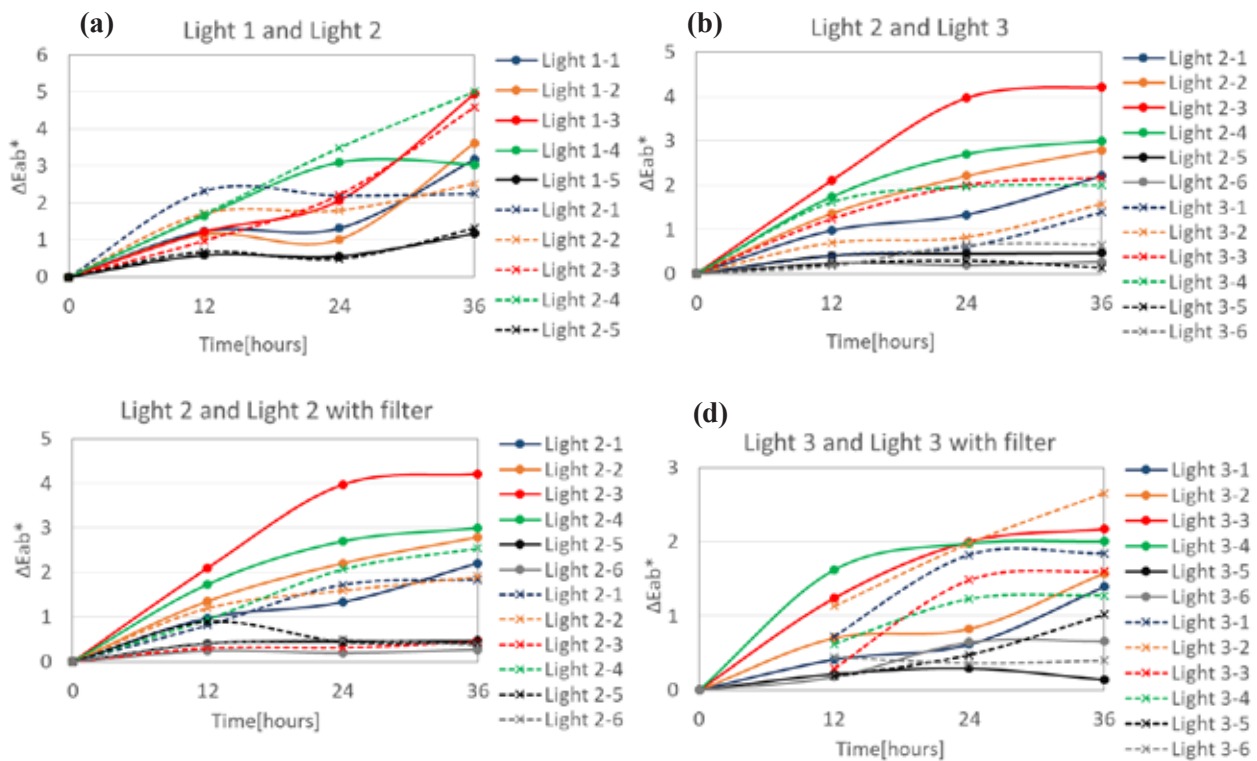 (a)
Light 1 and Light 2
6
5
4
3
2
1
0
ΔEab*
0 12 24 36
Time[hours]
Light 1-1
Light 1-2
Light 1-3
Light 1-4
Light 1-5
Light 2-1
Light 2-2
Light 2-3
Light 2-4
Light 2-5
(b)
Light 2 and Light 3
5
4
3
2
1
0
ΔEab*
0 12 24 36
Time[hours]
Light 2-1
Light 2-2
Light 2-3
Light 2-4
Light 2-5
Light 2-6
Light 3-1
Light 3-2
Light 3-3
Light 3-4
Light 3-5
Light 3-6
Light 2 and Light 2 with filter
5
4
3
2
1
0
ΔEab*
0 12 24 36
Time[hours]
Light 2-1
Light 2-2
Light 2-3
Light 2-4
Light 2-5
Light 2-6
Light 2-1
Light 2-2
Light 2-3
Light 2-4
Light 2-5
Light 2-6
(d)
Light 3 and Light 3 with filter
3
2
1
0
ΔEab*
0 12 24 36
Time[hours]
Light 3-1
Light 3-2
Light 3-3
Light 3-4
Light 3-5
Light 3-6
Light 3-1
Light 3-2
Light 3-3
Light 3-4
Light 3-5
Light 3-6